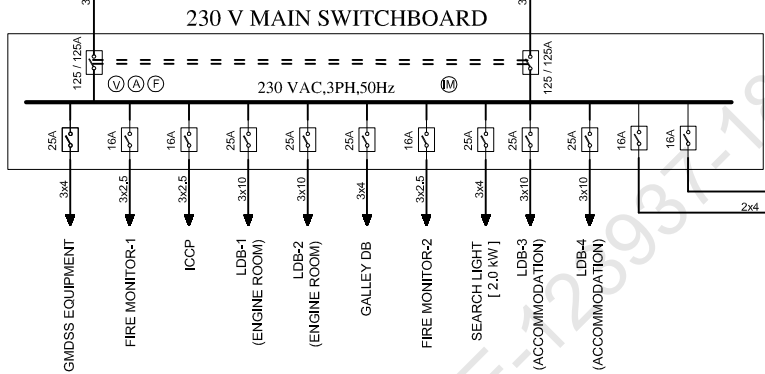 3
3
230 V MAIN SWITCHBOARD
125 / 125A
125 / 125A
V A F
230 VAC,3PH,50Hz
IM
25A
16A
16A
25A
25A
25A
16A
25A
25A
25A
16A
16A
3x4
3x2.5
3x2.5
3x10
3x10
3x4
3x2.5
3x4
3x10
3x10
2x4
GMDSS EQUIPMENT
FIRE MONITOR-1
ICCP
LDB-1
(ENGINE ROOM)
LDB-2
(ENGINE ROOM)
GALLEY DB
FIRE MONITOR-2
SEARCH LIGHT
[ 2.0 kW ]
LDB-3
(ACCOMMODATION)
LDB-4
(ACCOMMODATION)